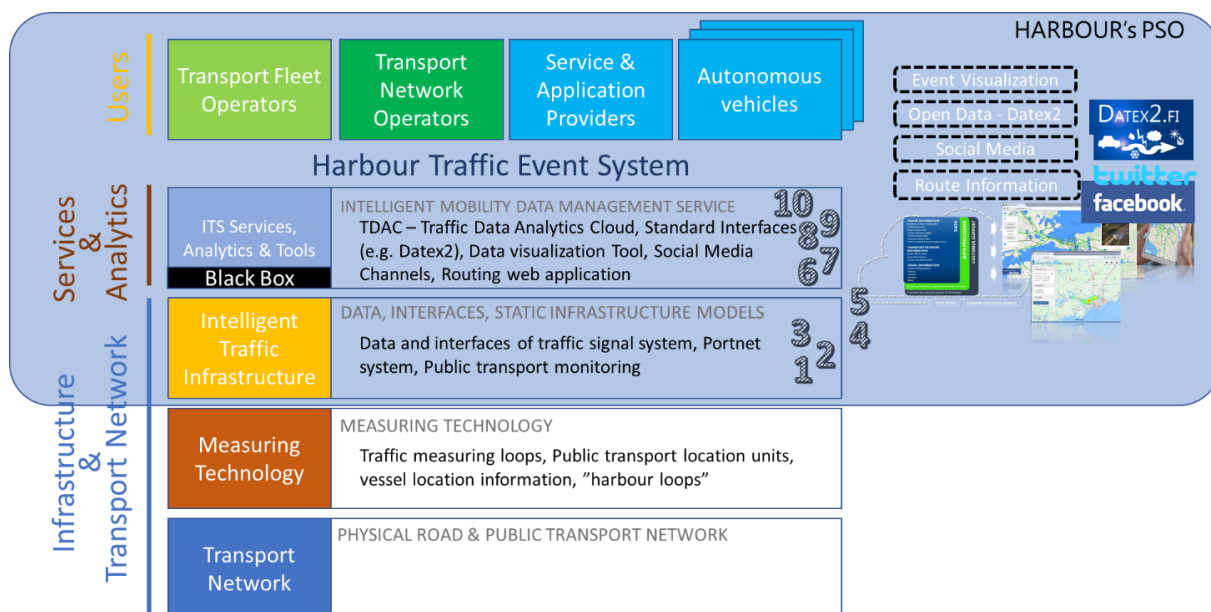 HARBOUR's PSO
Users
Transport Fleet
Operators
Transport
Network
Operators
Service &
Application
Providers
Autonomous
vehicles
Event Visualization
Open Data - Datex2
Social Media
Route Information
DATEX2.FI
twitter
facebook.
Harbour Traffic Event System
Services
&
Analytics
ITS Services,
Analytics & Tools
Black Box
INTELLIGENT MOBILITY DATA MANAGEMENT SERVICE
TDAC – Traffic Data Analytics Cloud, Standard Interfaces
(e.g. Datex2), Data visualization Tool, Social Media
Channels, Routing web application
10
9
8
7
6
5
4
Infrastructure
&
Transport Network
Intelligent
Traffic
Infrastructure
DATA, INTERFACES, STATIC INFRASTRUCTURE MODELS
Data and interfaces of traffic signal system, Portnet
system, Public transport monitoring
3
2
1
Measuring
Technology
MEASURING TECHNOLOGY
Traffic measuring loops, Public transport location units,
vessel location information, ”harbour loops”
Transport
Network
PHYSICAL ROAD & PUBLIC TRANSPORT NETWORK
DATA
DATA PROCESSING
CUSTOMER SUPPORT